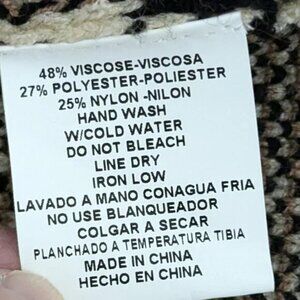 48% VISCOSE-VISCOSA
27% POLYESTER-POLIESTER
25% NYLON -NILON
HAND WASH
W/COLD WATER
DO NOT BLEACH
LINE DRY
IRON LOW
LAVADO A MANO CONAGUA FRIA
NO USE BLANQUEADOR
COLGAR A SECAR
PLANCHADO A TEMPERATURA TIBIA
MADE IN CHINA
HECHO EN CHINA